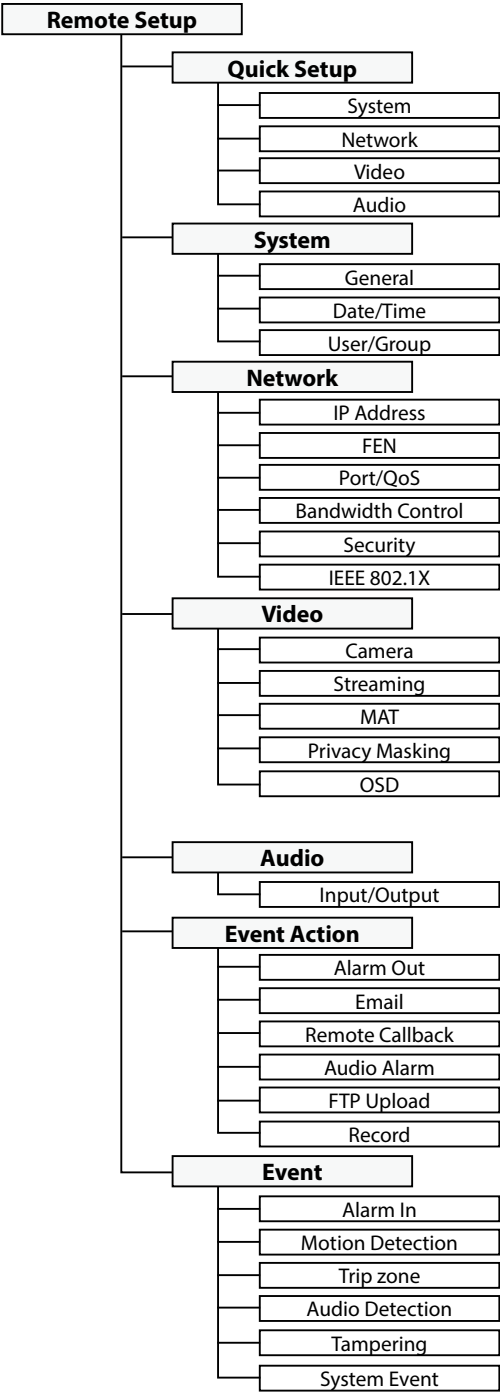 Remote Setup
Quick Setup
System
Network
Video
Audio
System
General
Date/Time
User/Group
Network
IP Address
FEN
Port/QoS
Bandwidth Control
Security
IEEE 802.1X
Video
Camera
Streaming
MAT
Privacy Masking
OSD
Audio
Input/Output
Event Action
Alarm Out
Email
Remote Callback
Audio Alarm
FTP Upload
Record
Event
Alarm In
Motion Detection
Trip zone
Audio Detection
Tampering
System Event